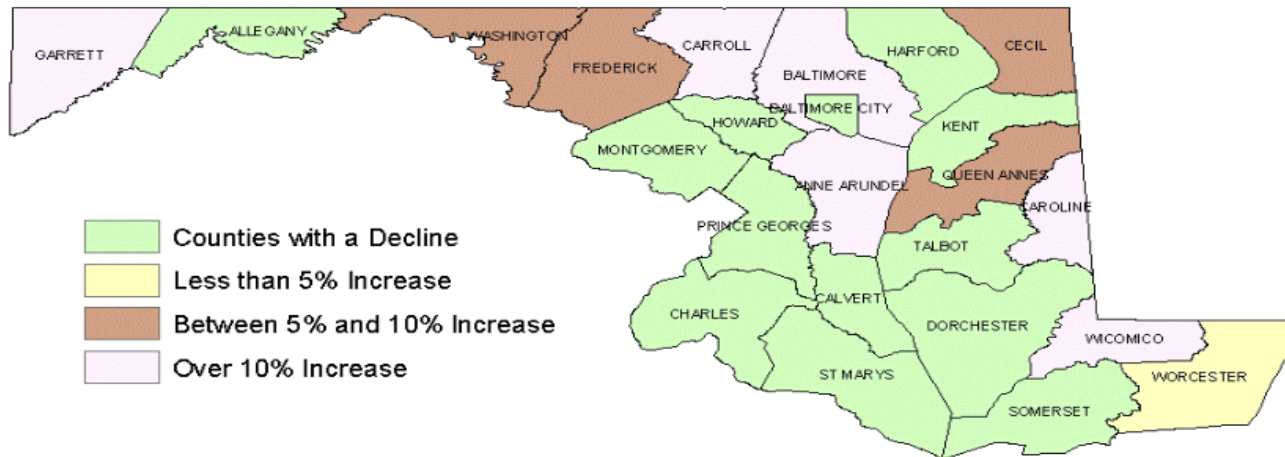 ALLEGANY
WASHINGTON
GARRETT
CARROLL
HARFORD
CECIL
FREDERICK
BALTIMORE
BALTIMORE CITY
HOWARD
KENT
MONTGOMERY
QUEEN ANNES
ANNE ARUNDEL
CAROLINE
PRINCE GEORGES
TALBOT
Counties with a Decline
Less than 5% Increase
Between 5% and 10% Increase
Over 10% Increase
CALVERT
CHARLES
DORCHESTER
WICOMICO
ST MARYS
WORCESTER
SOMERSET